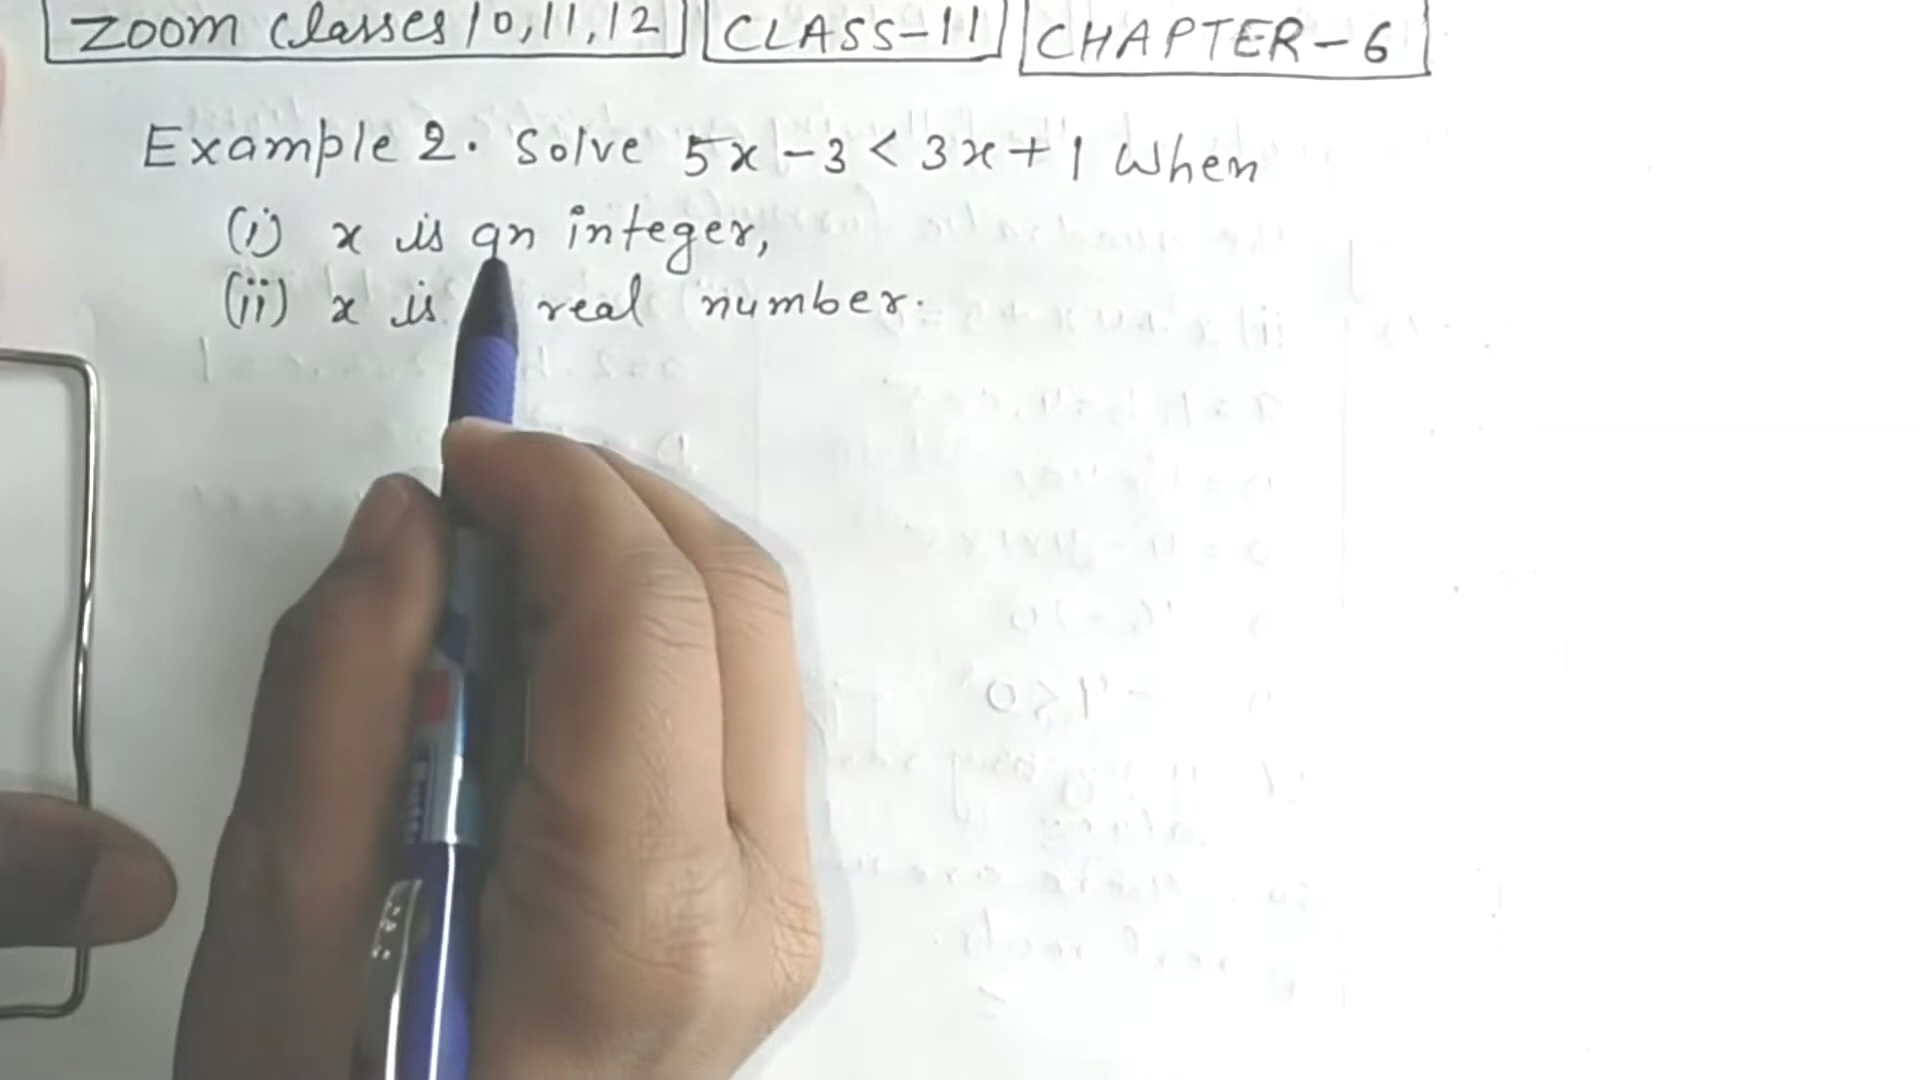 Zoom Classes 10,11,12 CLASS-11 CHAPTER-6
Example 2. Solve 5x-3<3x+1 when
(i) x is an integer,
(ii) x is real number.